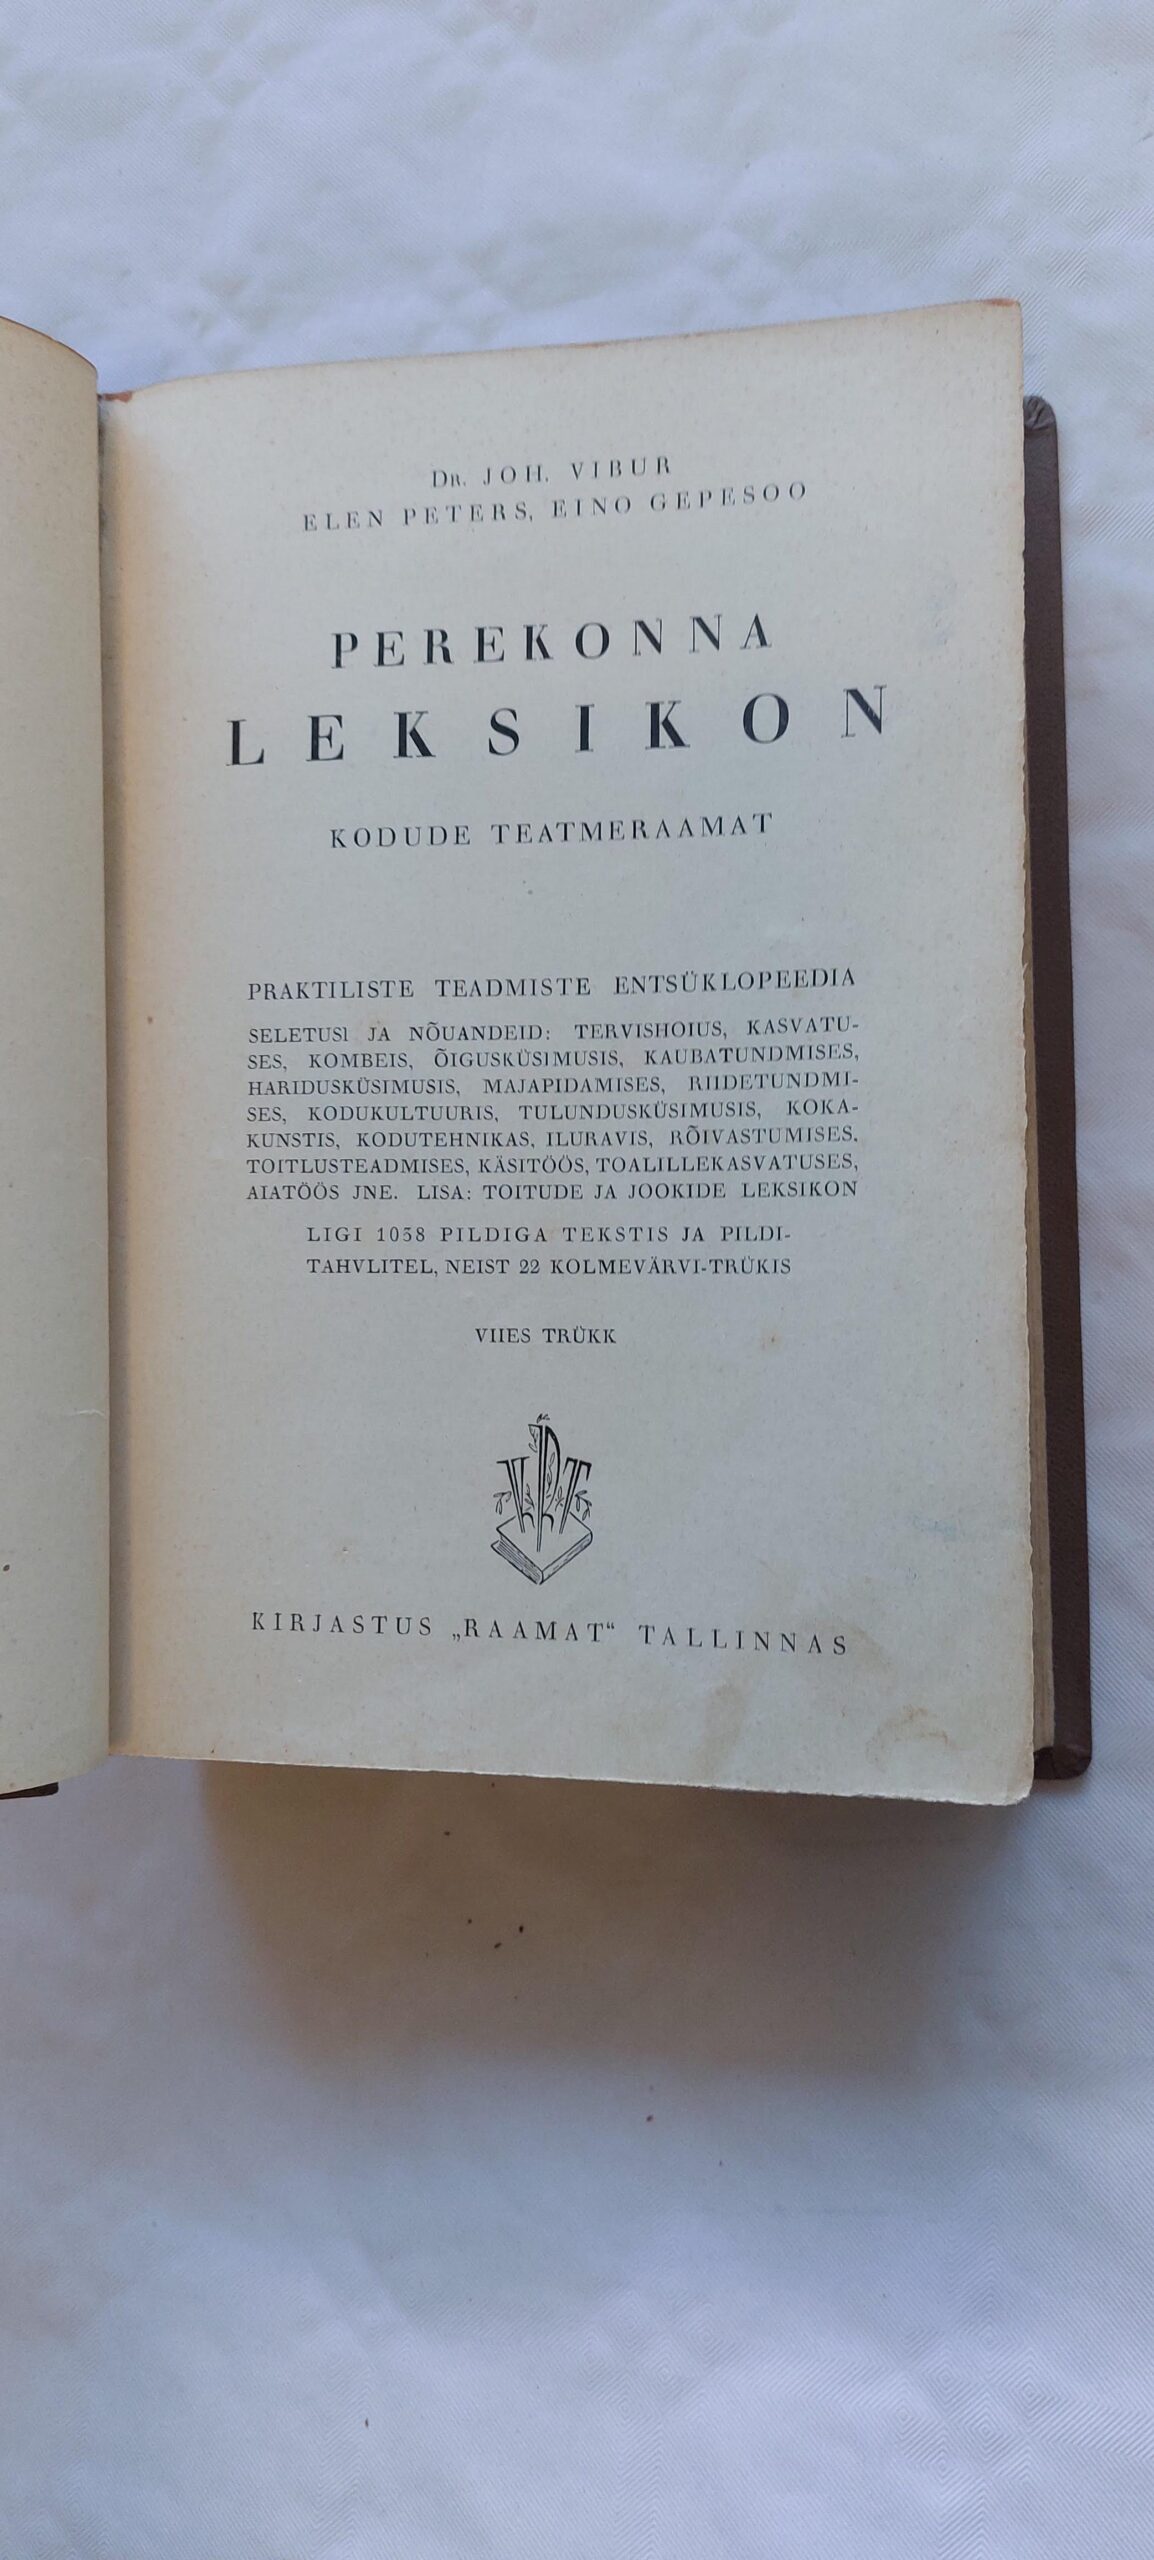 DR. JOH. VIBUR
ELEN PETERS, EINO GEPESOO
PEREKONNA
LEKSIKON
KODUDE TEATMERAAMAT
PRAKTILISTE TEADMISTE ENTSÜKLOPEEDIA
SELETUSI JA NÕUANDEID: TERVISHOIUS, KASVATU-
SES, KOMBEIS, ÕIGUSKÜSIMUSIS, KAUBATUNDMISES,
HARIDUSKÜSIMUSIS, MAJAPIDAMISES, RIIDETUNDMI-
SES, KODUKULTUURIS, TULUNDUSKÜSIMUSIS, KOKA-
KUNSTIS, KODUTEHNIKAS, ILURAVIS, RÕIVASTUMISES,
TOITLUSTEADMISES, KÄSITÖÖS, TOALILLEKASVATUSES,
AIATÖÖS JNE. LISA: TOITUDE JA JOOKIDE LEKSIKON
LIGI 1038 PILDIGA TEKSTIS JA PILDI-
TAHVLITEL, NEIST 22 KOLMEVÄRVI-TRÜKIS
VIIES TRÜKK
KIRJASTUS „RAAMAT“ TALLINNAS